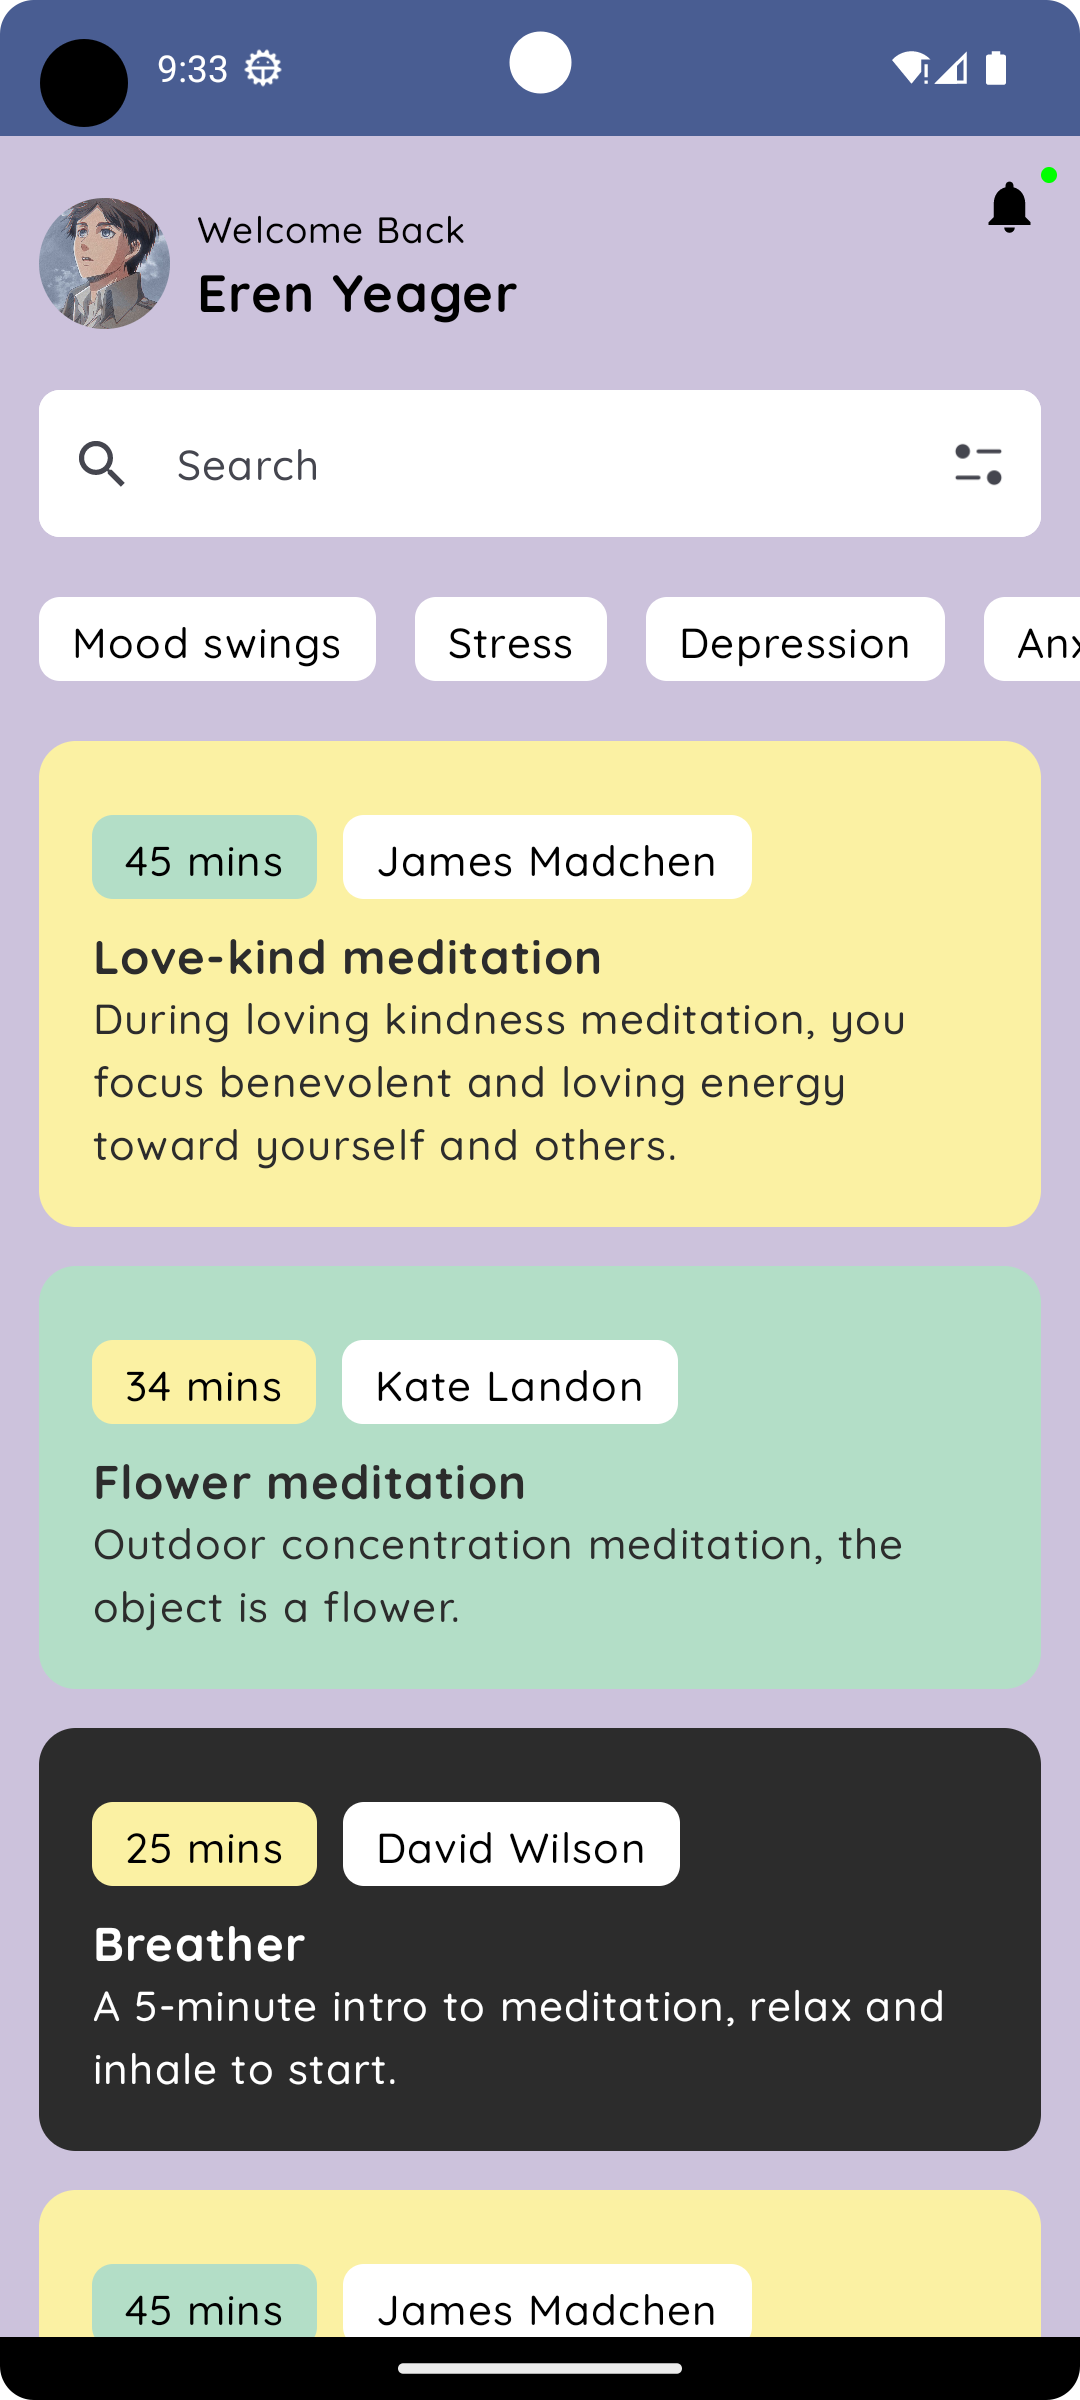 9:33
Welcome Back
Eren Yeager
Search
Mood swings
Stress
Depression
Anx
45 mins
James Madchen
Love-kind meditation
During loving kindness meditation, you
focus benevolent and loving energy
toward yourself and others.
34 mins
Kate Landon
Flower meditation
Outdoor concentration meditation, the
object is a flower.
25 mins
David Wilson
Breather
A 5-minute intro to meditation, relax and
inhale to start.
45 mins
James Madchen